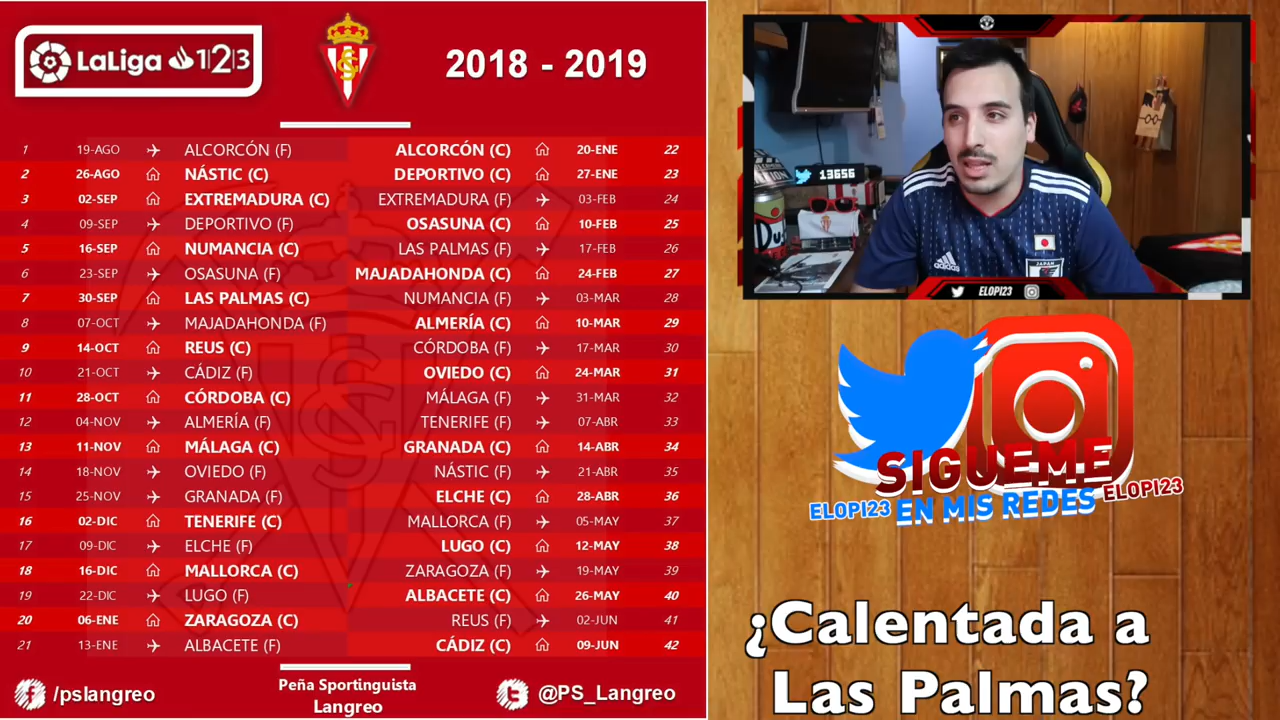 LaLiga 1|2|3
2018 - 2019
1 19-AGO ALCORCÓN (F) ALCORCÓN (C) 20-ENE 22
2 26-AGO NÁSTIC (C) DEPORTIVO (C) 27-ENE 23
3 02-SEP EXTREMADURA (C) EXTREMADURA (F) 03-FEB 24
4 09-SEP DEPORTIVO (F) OSASUNA (C) 10-FEB 25
5 16-SEP NUMANCIA (C) LAS PALMAS (F) 17-FEB 26
6 23-SEP OSASUNA (F) MAJADAHONDA (C) 24-FEB 27
7 30-SEP LAS PALMAS (C) NUMANCIA (F) 03-MAR 28
8 07-OCT MAJADAHONDA (F) ALMERÍA (C) 10-MAR 29
9 14-OCT REUS (C) CÓRDOBA (F) 17-MAR 30
10 21-OCT CÁDIZ (F) OVIEDO (C) 24-MAR 31
11 28-OCT CÓRDOBA (C) MÁLAGA (F) 31-MAR 32
12 04-NOV ALMERÍA (F) TENERIFE (F) 07-ABR 33
13 11-NOV MÁLAGA (C) GRANADA (C) 14-ABR 34
14 18-NOV OVIEDO (F) NÁSTIC (F) 21-ABR 35
15 25-NOV GRANADA (F) ELCHE (C) 28-ABR 36
16 02-DIC TENERIFE (C) MALLORCA (F) 05-MAY 37
17 09-DIC ELCHE (F) LUGO (C) 12-MAY 38
18 16-DIC MALLORCA (C) ZARAGOZA (F) 19-MAY 39
19 22-DIC LUGO (F) ALBACETE (C) 26-MAY 40
20 06-ENE ZARAGOZA (C) REUS (F) 02-JUN 41
21 13-ENE ALBACETE (F) CÁDIZ (C) 09-JUN 42
/pslangreo
Peña Sportinguista
Langreo
@PS_Langreo
13656
adidas
JAPAN
ELOPI23
SIGUEME
ELOPI23 EN MIS REDES ELOPI23
¿Calentada a
Las Palmas?